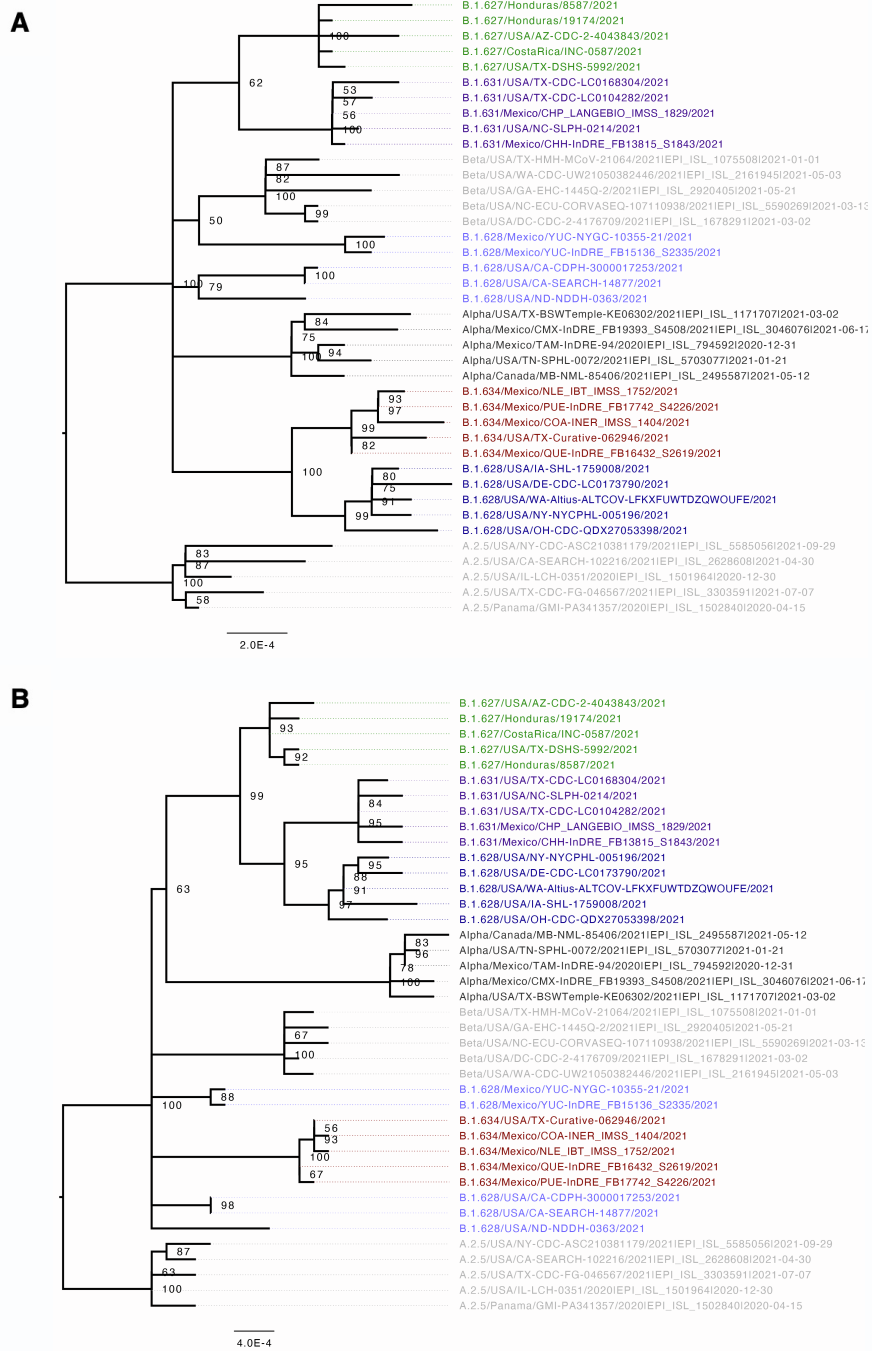 A
B.1.627/Honduras/8587/2021
B.1.627/Honduras/19174/2021
100
B.1.627/USA/AZ-CDC-2-4043843/2021
B.1.627/CostaRica/INC-0587/2021
B.1.627/USA/TX-DSHS-5992/2021
62
B.1.631/USA/TX-CDC-LC0168304/2021
53
B.1.631/USA/TX-CDC-LC0104282/2021
57
B.1.631/Mexico/CHP_LANGEBIO_IMSS_1829/2021
56
B.1.631/USA/NC-SLPH-0214/2021
100
B.1.631/Mexico/CHH-InDRE_FB13815_S1843/2021
Beta/USA/TX-HMH-MCoV-21064/2021|EPI_ISL_1075508|2021-01-01
87
Beta/USA/WA-CDC-UW21050382446/2021|EPI_ISL_2161945|2021-05-03
82
Beta/USA/GA-EHC-1445Q-2/2021|EPI_ISL_2920405|2021-05-21
100
Beta/USA/NC-ECU-CORVASEQ-107110938/2021|EPI_ISL_5590269|2021-03-13
99
Beta/USA/DC-CDC-2-4176709/2021|EPI_ISL_1678291|2021-03-02
50
B.1.628/Mexico/YUC-NYGC-10355-21/2021
100
B.1.628/Mexico/YUC-InDRE_FB15136_S2335/2021
B.1.628/USA/CA-CDPH-3000017253/2021
100
B.1.628/USA/CA-SEARCH-14877/2021
100
79
B.1.628/USA/ND-NDDH-0363/2021
Alpha/USA/TX-BSWTemple-KE06302/2021|EPI_ISL_1171707|2021-03-02
84
Alpha/Mexico/CMX-InDRE_FB19393_S4508/2021|EPI_ISL_3046076|2021-06-17
75
Alpha/Mexico/TAM-InDRE-94/2020|EPI_ISL_794592|2020-12-31
100
94
Alpha/USA/TN-SPHL-0072/2021|EPI_ISL_5703077|2021-01-21
Alpha/Canada/MB-NML-85406/2021|EPI_ISL_2495587|2021-05-12
B.1.634/Mexico/NLE_IBT_IMSS_1752/2021
93
B.1.634/Mexico/PUE-InDRE_FB17742_S4226/2021
97
B.1.634/Mexico/COA-INER_IMSS_1404/2021
99
B.1.634/USA/TX-Curative-062946/2021
82
B.1.634/Mexico/QUE-InDRE_FB16432_S2619/2021
100
B.1.628/USA/IA-SHL-1759008/2021
80
B.1.628/USA/DE-CDC-LC0173790/2021
75
B.1.628/USA/WA-Altius-ALTCOV-LFKXFUWTDZQWOUFE/2021
91
B.1.628/USA/NY-NYCPHL-005196/2021
99
B.1.628/USA/OH-CDC-QDX27053398/2021
A.2.5/USA/NY-CDC-ASC210381179/2021|EPI_ISL_5585056|2021-09-29
83
A.2.5/USA/CA-SEARCH-102216/2021|EPI_ISL_2628608|2021-04-30
87
A.2.5/USA/IL-LCH-0351/2020|EPI_ISL_1501964|2020-12-30
100
A.2.5/USA/TX-CDC-FG-046567/2021|EPI_ISL_3303591|2021-07-07
58
A.2.5/Panama/GMI-PA341357/2020|EPI_ISL_1502840|2020-04-15
2.0E-4
B
B.1.627/USA/AZ-CDC-2-4043843/2021
B.1.627/Honduras/19174/2021
93
B.1.627/CostaRica/INC-0587/2021
B.1.627/USA/TX-DSHS-5992/2021
92
B.1.627/Honduras/8587/2021
B.1.631/USA/TX-CDC-LC0168304/2021
99
B.1.631/USA/NC-SLPH-0214/2021
84
B.1.631/USA/TX-CDC-LC0104282/2021
95
B.1.631/Mexico/CHP_LANGEBIO_IMSS_1829/2021
B.1.631/Mexico/CHH-InDRE_FB13815_S1843/2021
95
B.1.628/USA/NY-NYCPHL-005196/2021
95
B.1.628/USA/DE-CDC-LC0173790/2021
88
B.1.628/USA/WA-Altius-ALTCOV-LFKXFUWTDZQWOUFE/2021
63
91
B.1.628/USA/IA-SHL-1759008/2021
97
B.1.628/USA/OH-CDC-QDX27053398/2021
Alpha/Canada/MB-NML-85406/2021|EPI_ISL_2495587|2021-05-12
83
Alpha/USA/TN-SPHL-0072/2021|EPI_ISL_5703077|2021-01-21
96
Alpha/Mexico/TAM-InDRE-94/2020|EPI_ISL_794592|2020-12-31
78
Alpha/Mexico/CMX-InDRE_FB19393_S4508/2021|EPI_ISL_3046076|2021-06-17
100
Alpha/USA/TX-BSWTemple-KE06302/2021|EPI_ISL_1171707|2021-03-02
Beta/USA/TX-HMH-MCoV-21064/2021|EPI_ISL_1075508|2021-01-01
Beta/USA/GA-EHC-1445Q-2/2021|EPI_ISL_2920405|2021-05-21
67
Beta/USA/NC-ECU-CORVASEQ-107110938/2021|EPI_ISL_5590269|2021-03-13
100
Beta/USA/DC-CDC-2-4176709/2021|EPI_ISL_1678291|2021-03-02
Beta/USA/WA-CDC-UW21050382446/2021|EPI_ISL_2161945|2021-05-03
B.1.628/Mexico/YUC-NYGC-10355-21/2021
88
100
B.1.628/Mexico/YUC-InDRE_FB15136_S2335/2021
B.1.634/USA/TX-Curative-062946/2021
56
B.1.634/Mexico/COA-INER_IMSS_1404/2021
93
B.1.634/Mexico/NLE_IBT_IMSS_1752/2021
100
B.1.634/Mexico/QUE-InDRE_FB16432_S2619/2021
67
B.1.634/Mexico/PUE-InDRE_FB17742_S4226/2021
B.1.628/USA/CA-CDPH-3000017253/2021
98
B.1.628/USA/CA-SEARCH-14877/2021
B.1.628/USA/ND-NDDH-0363/2021
A.2.5/USA/NY-CDC-ASC210381179/2021|EPI_ISL_5585056|2021-09-29
87
A.2.5/USA/CA-SEARCH-102216/2021|EPI_ISL_2628608|2021-04-30
63
A.2.5/USA/TX-CDC-FG-046567/2021|EPI_ISL_3303591|2021-07-07
100
A.2.5/USA/IL-LCH-0351/2020|EPI_ISL_1501964|2020-12-30
A.2.5/Panama/GMI-PA341357/2020|EPI_ISL_1502840|2020-04-15
4.0E-4